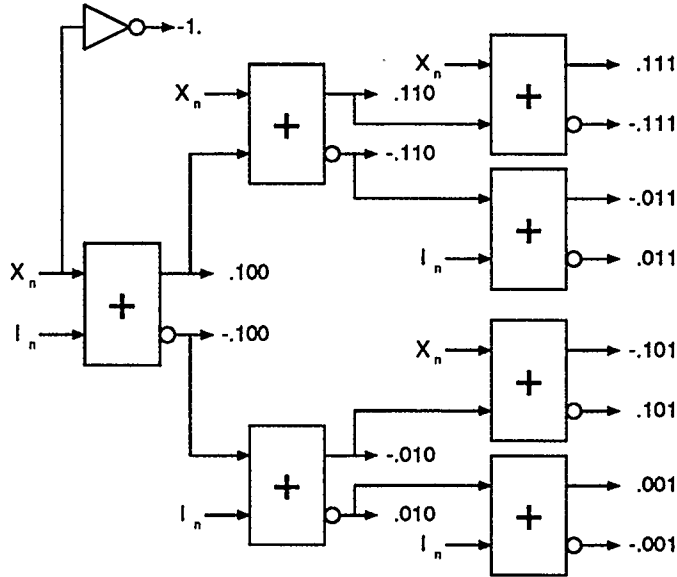 -1.
X n
.111
X n
.110
+
+
-.111
-.110
-.011
+
I n
.011
X n
.100
+
I n
-.100
X n
-.101
+
.101
-.010
+
.001
I n
.010
+
I n
-.001